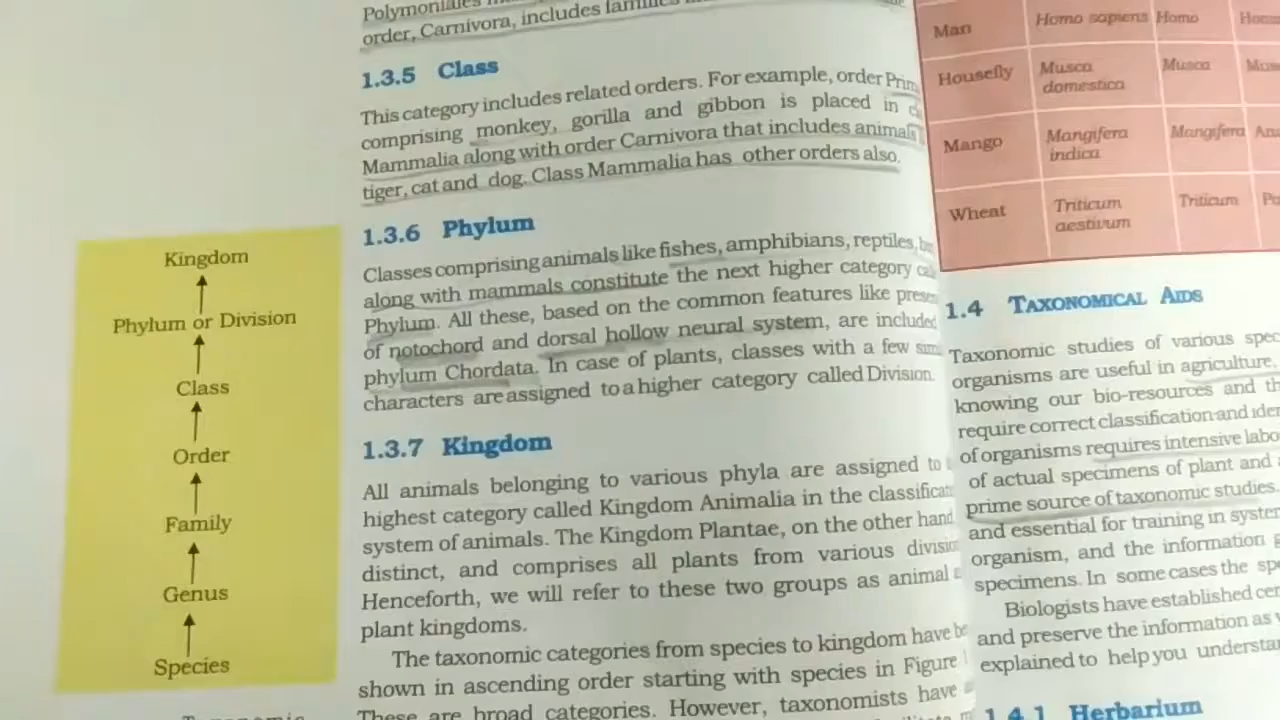 Kingdom
Phylum or Division
Class
Order
Family
Genus
Species
order, Carnivora, includes families
1.3.5 Class
This category includes related orders. For example, order
comprising monkey, gorilla and gibbon is placed in
Mammalia along with order Carnivora that includes animals
tiger, cat and dog. Class Mammalia has other orders also.
1.3.6 Phylum
Classes comprising animals like fishes, amphibians, reptiles,
along with mammals constitute the next higher category
Phylum. All these, based on the common features like
of notochord and dorsal hollow neural system, are included
phylum Chordata. In case of plants, classes with a few
characters are assigned to a higher category called Division.
1.3.7 Kingdom
All animals belonging to various phyla are assigned to
highest category called Kingdom Animalia in the
system of animals. The Kingdom Plantae, on the other hand
distinct, and comprises all plants from various
Henceforth, we will refer to these two groups as animal
plant kingdoms.
The taxonomic categories from species to kingdom have
shown in ascending order starting with species in Figure
These are broad categories. However, taxonomists have
Man Homo sapiens Homo
Housefly Musca domestica Musca
Mango Mangifera indica Mangifera
Wheat Triticum aestivum Triticum
1.4 TAXONOMICAL AIDS
Taxonomic studies of various
organisms are useful in agriculture,
knowing our bio-resources and
require correct classification and
of organisms requires intensive
of actual specimens of plant and
prime source of taxonomic studies.
and essential for training in
organism, and the information
specimens. In some cases the
Biologists have established
and preserve the information as
explained to help you
1.4.1 Herbarium